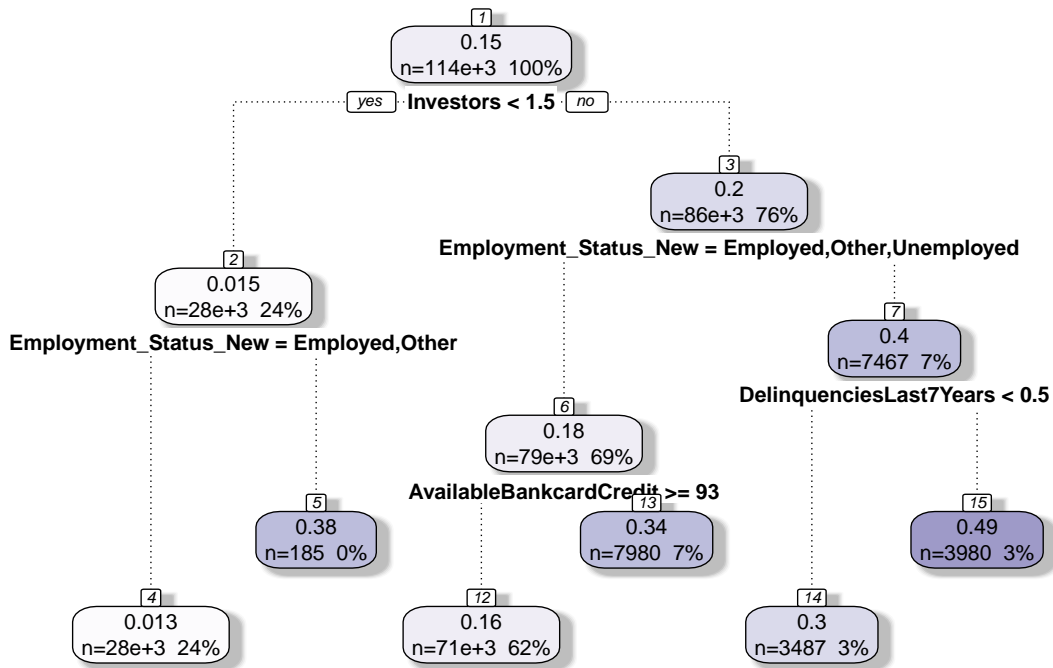 1
0.15
n=114e+3 100%
yes Investors < 1.5 no
3
0.2
n=86e+3 76%
Employment_Status_New = Employed,Other,Unemployed
2
0.015
n=28e+3 24%
Employment_Status_New = Employed,Other
7
0.4
n=7467 7%
DelinquenciesLast7Years < 0.5
6
0.18
n=79e+3 69%
AvailableBankcardCredit >= 93
5
0.38
n=185 0%
13
0.34
n=7980 7%
15
0.49
n=3980 3%
4
0.013
n=28e+3 24%
12
0.16
n=71e+3 62%
14
0.3
n=3487 3%